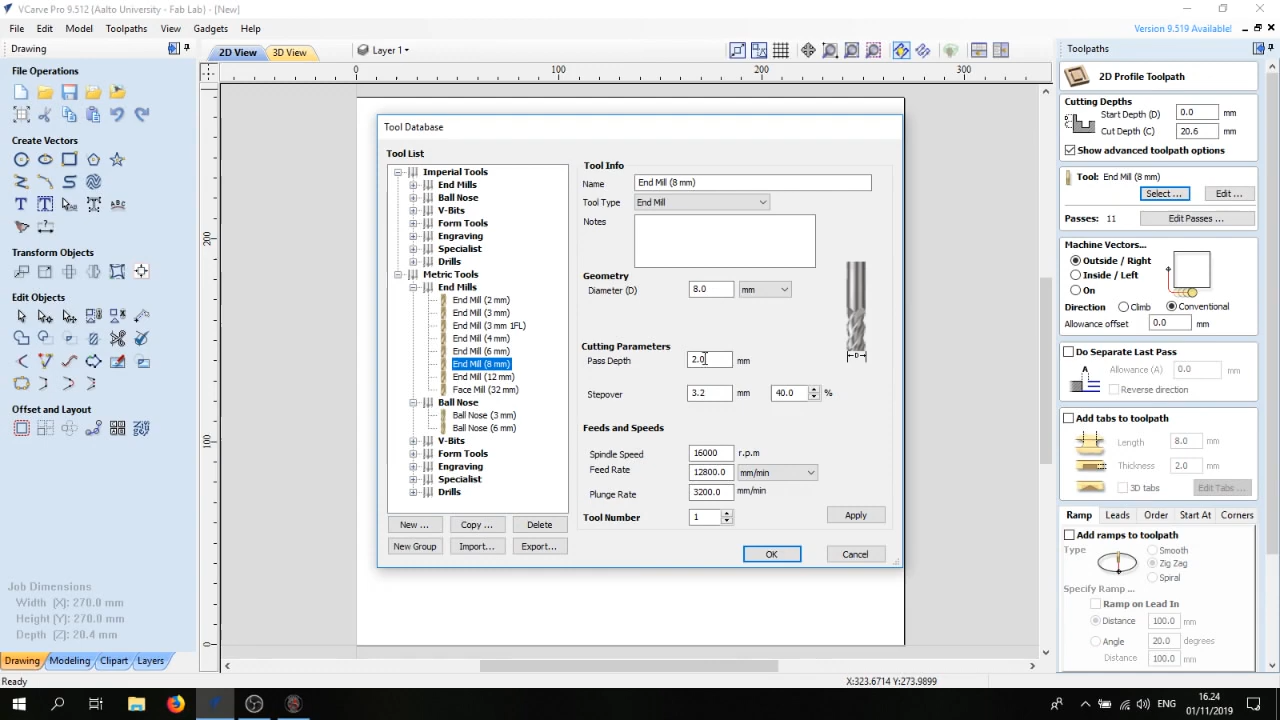 VCarve Pro 9.512 (Aalto University - Fab Lab) - [New]
File Edit Model Toolpaths View Gadgets Help
Version 9.519 Available!
Drawing
2D View
3D View
Layer 1
Toolpaths
File Operations
Create Vectors
Transform Objects
Edit Objects
Offset and Layout
Job Dimensions
Width [X]: 270.0 mm
Height [Y]: 270.0 mm
Depth [Z]: 20.4 mm
Drawing Modeling Clipart Layers
Ready
0 100 200 300
200
100
0
Tool Database
Tool List
Imperial Tools
End Mills
Ball Nose
V-Bits
Form Tools
Engraving
Specialist
Drills
Metric Tools
End Mills
End Mill (2 mm)
End Mill (3 mm)
End Mill (3 mm 1FL)
End Mill (4 mm)
End Mill (6 mm)
End Mill (8 mm)
End Mill (12 mm)
Face Mill (32 mm)
Ball Nose
Ball Nose (3 mm)
Ball Nose (6 mm)
V-Bits
Form Tools
Engraving
Specialist
Drills
New ... Copy ... Delete
New Group Import... Export...
Tool Info
Name End Mill (8 mm)
Tool Type End Mill
Notes
Geometry
Diameter (D) 8.0 mm
D
Cutting Parameters
Pass Depth 2.0 mm
Stepover 3.2 mm 40.0 %
Feeds and Speeds
Spindle Speed 16000 r.p.m
Feed Rate 12800.0 mm/min
Plunge Rate 3200.0 mm/min
Tool Number 1
Apply
OK Cancel
2D Profile Toolpath
Cutting Depths
Start Depth (D) 0.0 mm
Cut Depth (C) 20.6 mm
Show advanced toolpath options
Tool: End Mill (8 mm)
Select ... Edit ...
Passes: 11 Edit Passes ...
Machine Vectors...
Outside / Right
Inside / Left
On
Direction Climb Conventional
Allowance offset 0.0 mm
Do Separate Last Pass
Allowance (A) 0.0 mm
Reverse direction
Add tabs to toolpath
Length 8.0 mm
Thickness 2.0 mm
3D tabs Edit Tabs ...
Ramp Leads Order Start At Corners
Add ramps to toolpath
Type Smooth
Zig Zag
Spiral
Specify Ramp ...
Ramp on Lead In
Distance 100.0 mm
Angle 20.0 degrees
Distance 100.0 mm
X:323.6714 Y:273.9899
ENG
16.24
01/11/2019